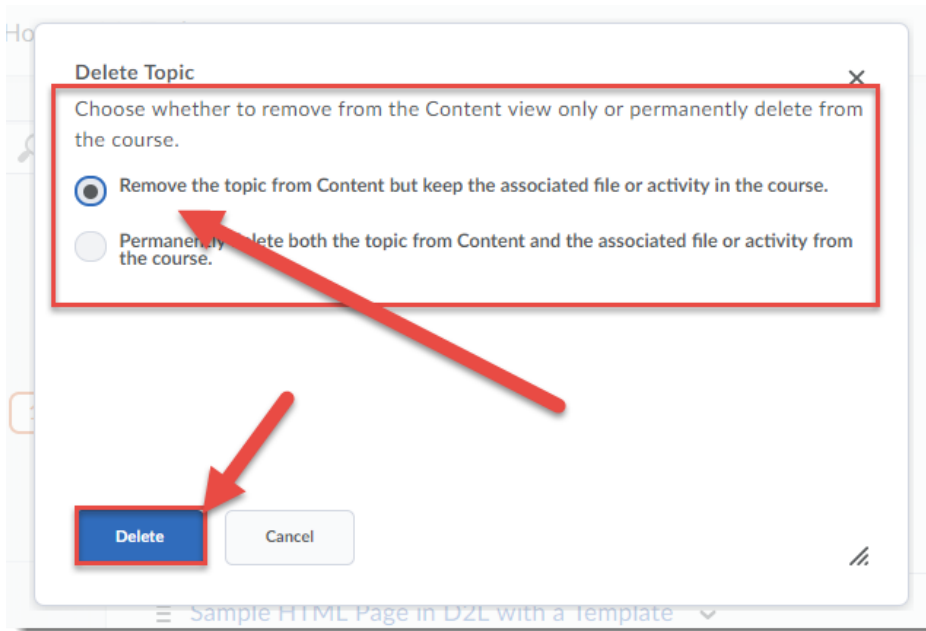 Ho
Delete Topic
Choose whether to remove from the Content view only or permanently delete from
the course.
Remove the topic from Content but keep the associated file or activity in the course.
Permanently delete both the topic from Content and the associated file or activity from
the course.
Delete Cancel
Sample HTML Page in D2L with a Template